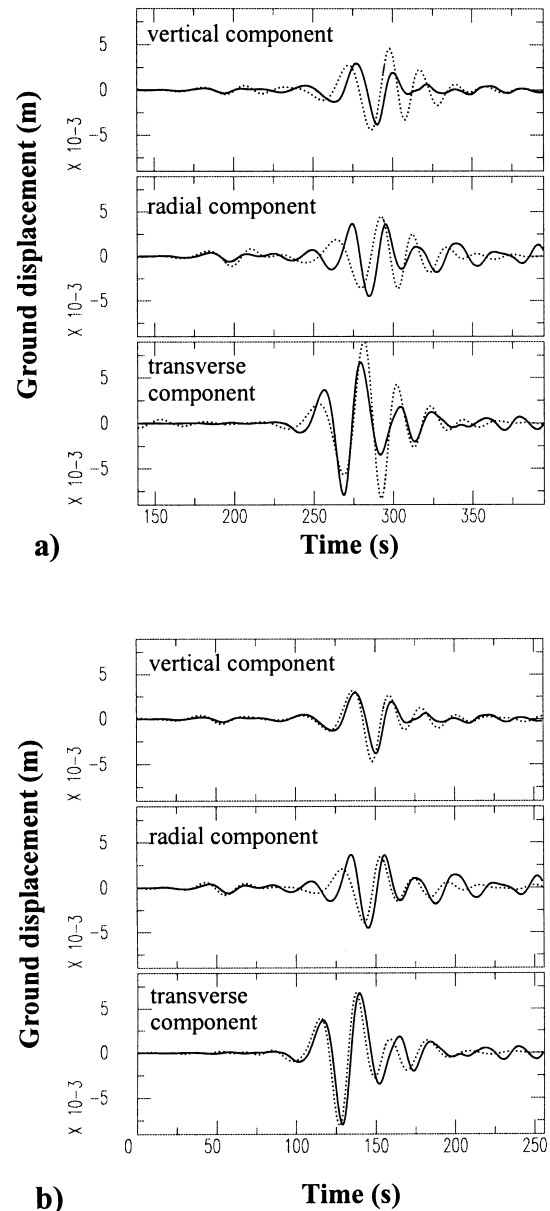 vertical component
5
0
−5
X 10−3
radial component
5
0
−5
X 10−3
transverse
component
5
0
−5
X 10−3
Ground displacement (m)
150 200 250 300 350
a)
Time (s)
vertical component
5
0
−5
X 10−3
radial component
5
0
−5
X 10−3
transverse
component
5
0
−5
X 10−3
Ground displacement (m)
0 50 100 150 200 250
b)
Time (s)